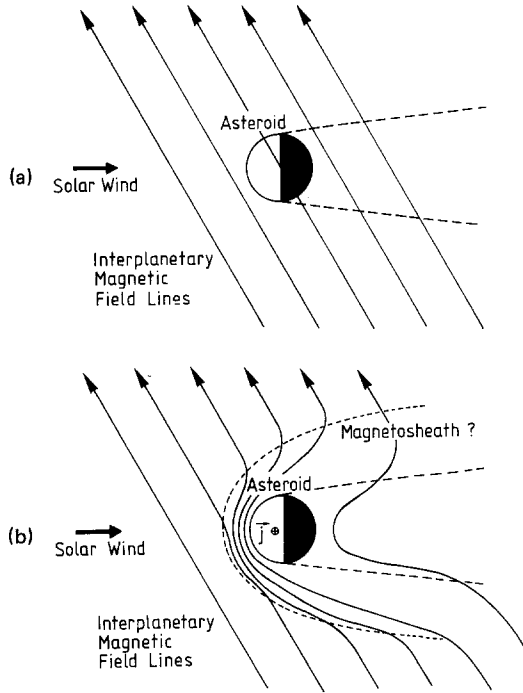 Asteroid
(a)
Solar Wind
Interplanetary
Magnetic
Field Lines
Magnetosheath ?
Asteroid
(b)
j
Solar Wind
Interplanetary
Magnetic
Field Lines